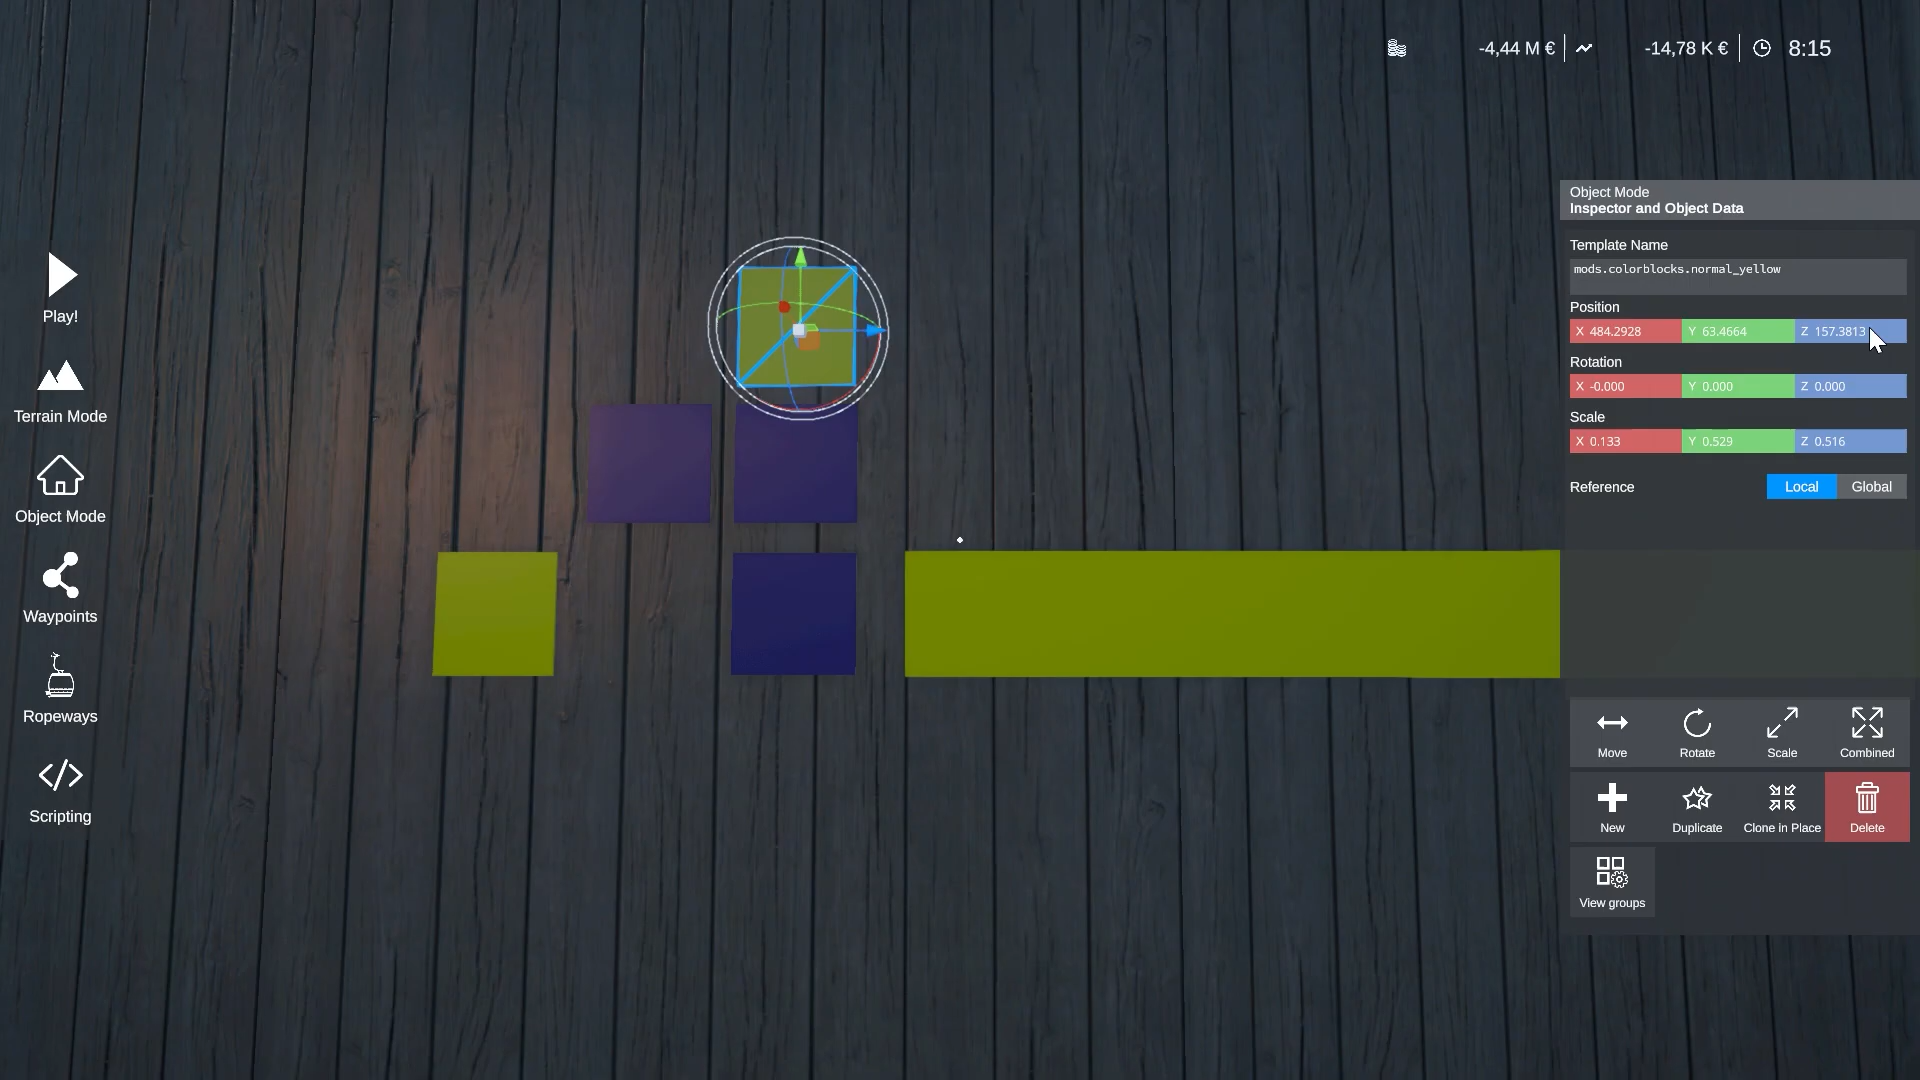 -4,44 M € -14,78 K € 8:15
Object Mode
Inspector and Object Data
Template Name
mods.colorblocks.normal_yellow
Position
X 484.2928 Y 63.4664 Z 157.3813
Rotation
X -0.000 Y 0.000 Z 0.000
Scale
X 0.133 Y 0.529 Z 0.516
Reference Local Global
Play!
Terrain Mode
Object Mode
Waypoints
Ropeways
Scripting
Move Rotate Scale Combined
New Duplicate Clone in Place Delete
View groups